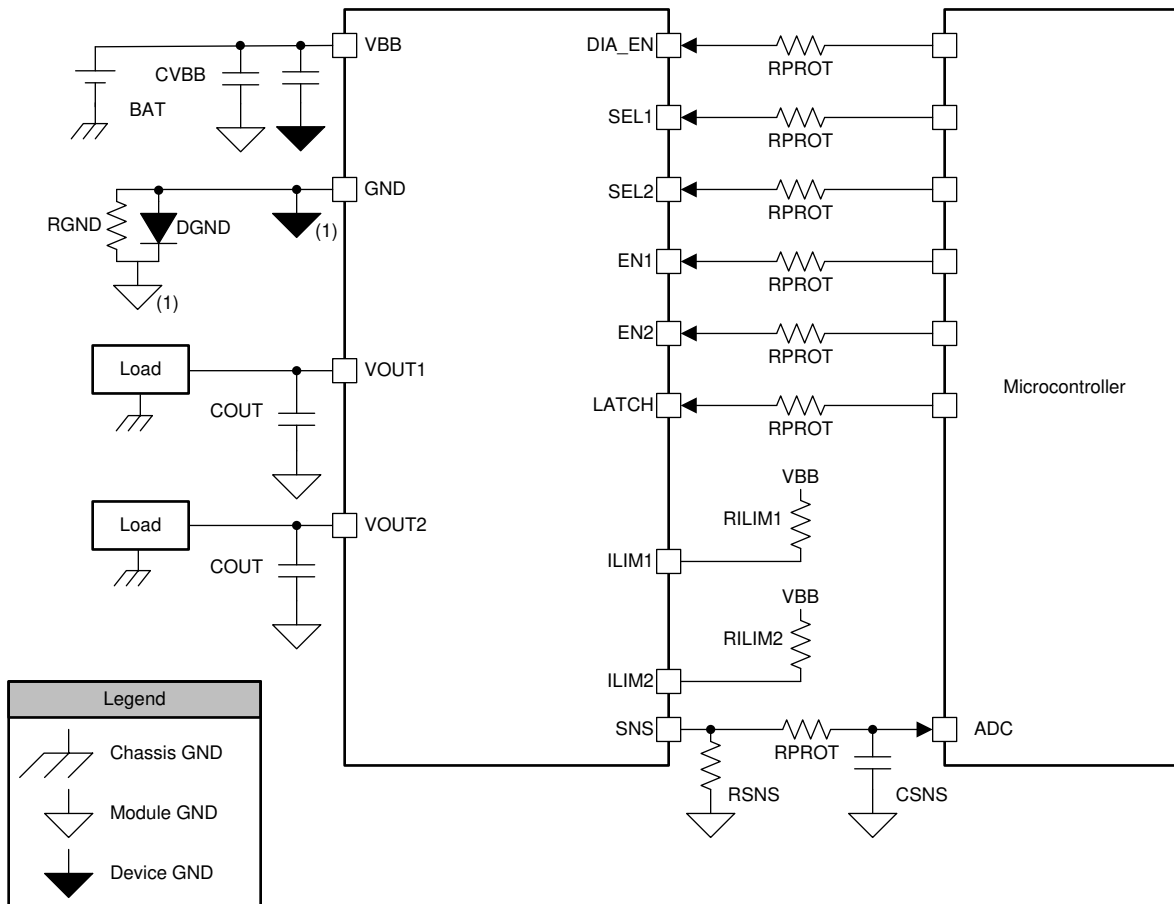 VBB
CVBB
BAT
GND
RGND
DGND
(1)
(1)
Load
VOUT1
COUT
Load
VOUT2
COUT
DIA_EN
RPROT
SEL1
RPROT
SEL2
RPROT
EN1
RPROT
EN2
RPROT
LATCH
RPROT
Microcontroller
VBB
RILIM1
ILIM1
VBB
RILIM2
ILIM2
SNS
RPROT
ADC
RSNS
CSNS
Legend
Chassis GND
Module GND
Device GND